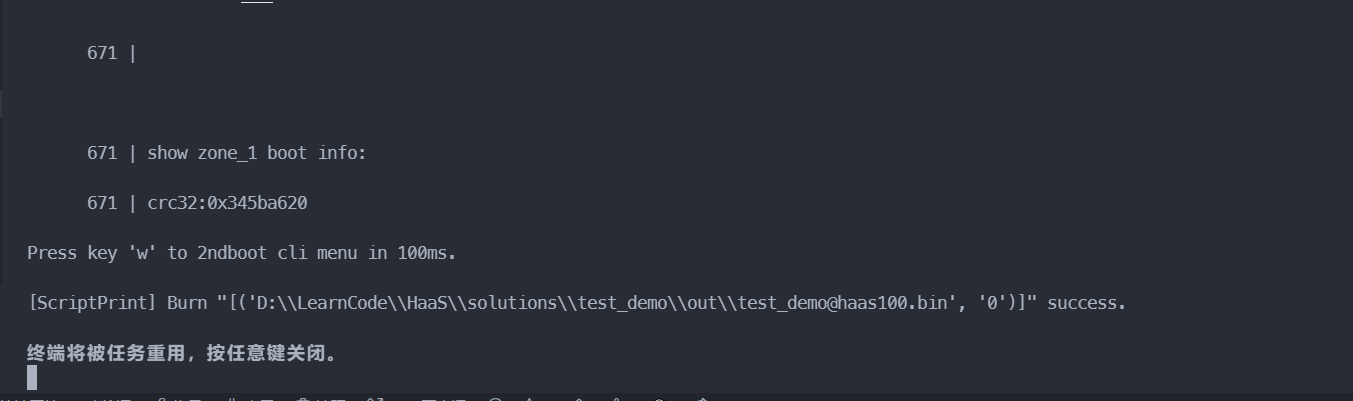 671 |
671 | show zone_1 boot info:
671 | crc32:0x345ba620
Press key 'w' to 2ndboot cli menu in 100ms.
[ScriptPrint] Burn "[('D:\\LearnCode\\HaaS\\solutions\\test_demo\\out\\test_demo@haas100.bin', '0')]" success.
终端将被任务重用，按任意键关闭。